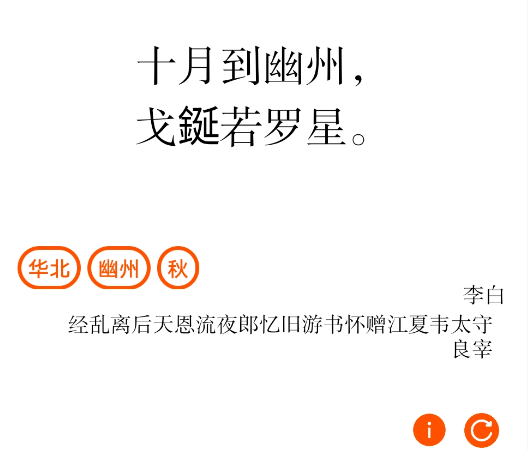 十月到幽州，
戈鋋若罗星。
华北 幽州 秋
李白
经乱离后天恩流夜郎忆旧游书怀赠江夏韦太守
良宰